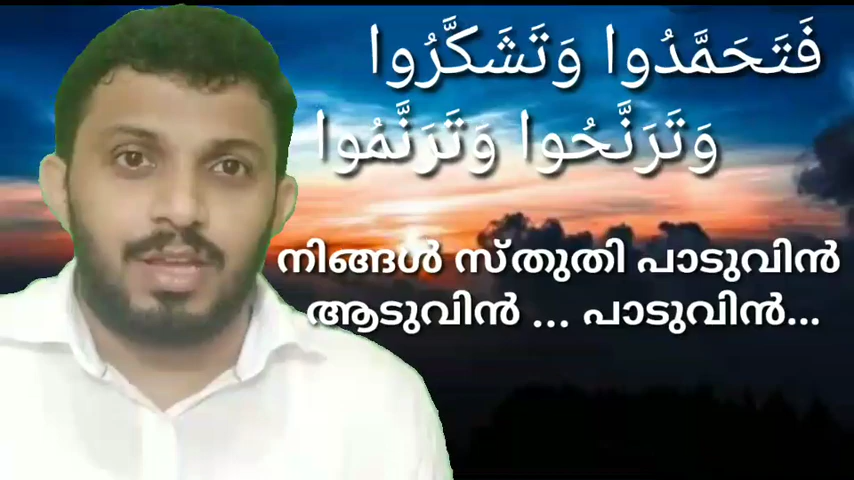 فَتَحَمَّدُوا وَتَشَكَّرُوا
وَتَرَنَّحُوا وَتَرَنَّمُوا
നിങ്ങൾ സ്തുതി പാടുവിൻ
ആടുവിൻ ... പാടുവിൻ...